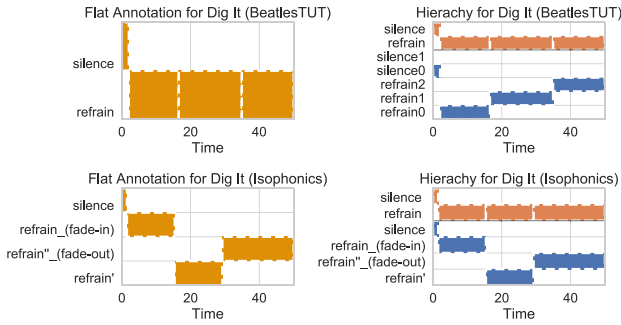 Flat Annotation for Dig It (BeatlesTUT)
silence
refrain
0
20
40
Time
Hierachy for Dig It (BeatlesTUT)
silence
refrain
silence1
silence0
refrain2
refrain1
refrain0
0
20
40
Time
Flat Annotation for Dig It (Isophonics)
silence
refrain_(fade-in)
refrain''_(fade-out)
refrain'
0
20
40
Time
Hierachy for Dig It (Isophonics)
silence
refrain
silence
refrain_(fade-in)
refrain''_(fade-out)
refrain'
0
20
40
Time